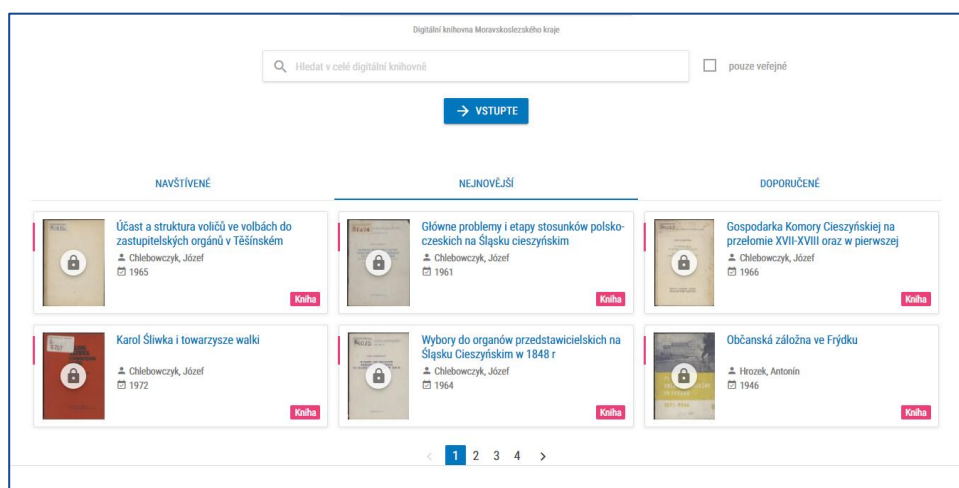 Digitální knihovna Moravskoslezského kraje
Hledat v celé digitální knihovně
pouze veřejné
VSTUPTE
NAVŠTÍVENÉ
NEJNOVĚJŠÍ
DOPORUČENÉ
Účast a struktura voličů ve volbách do
zastupitelských orgánů v Těšínském
Chlebowczyk, Józef
1965
Kniha
Główne problemy i etapy stosunków polsko-
czeskich na Śląsku cieszyńskim
Chlebowczyk, Józef
1961
Kniha
Gospodarka Komory Cieszyńskiej na
przełomie XVII-XVIII oraz w pierwszej
Chlebowczyk, Józef
1966
Kniha
Karol Śliwka i towarzysze walki
Chlebowczyk, Józef
1972
Kniha
Wybory do organów przedstawicielskich na
Śląsku Cieszyńskim w 1848 r
Chlebowczyk, Józef
1964
Kniha
Občanská záložna ve Frýdku
Hrozek, Antonín
1946
Kniha
1 2 3 4